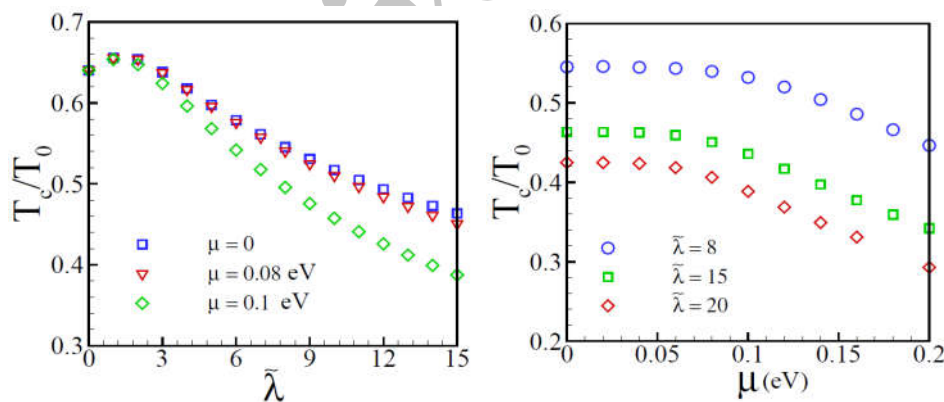 0.7
0.6
0.5
0.4
0.3
T_c/T_0
0 3 6 9 12 15
λ̃
μ = 0
μ = 0.08 eV
μ = 0.1 eV
0.6
0.5
0.4
0.3
0.2
T_c/T_0
0 0.05 0.1 0.15 0.2
μ (eV)
λ̃ = 8
λ̃ = 15
λ̃ = 20